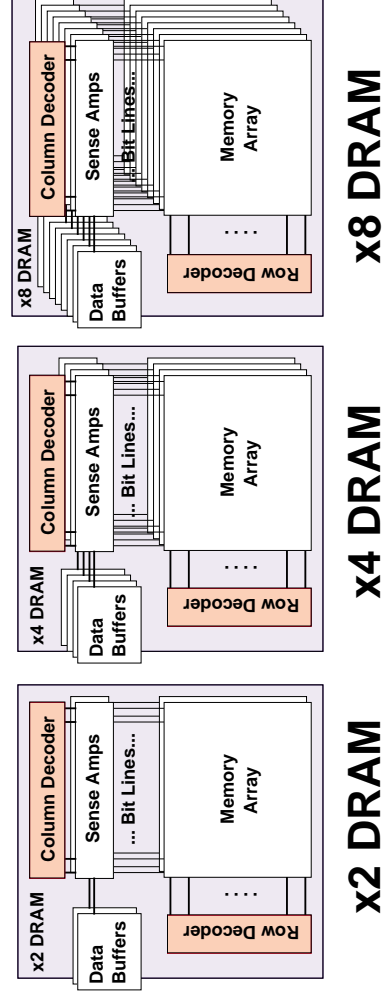 x2 DRAM
Column Decoder
Sense Amps
... Bit Lines...
Data
Buffers
Row Decoder
. . . .
Memory
Array
x2 DRAM
x4 DRAM
Column Decoder
Sense Amps
... Bit Lines...
Data
Buffers
Row Decoder
. . . .
Memory
Array
x4 DRAM
x8 DRAM
Column Decoder
Sense Amps
... Bit Lines...
Data
Buffers
Row Decoder
. . . .
Memory
Array
x8 DRAM